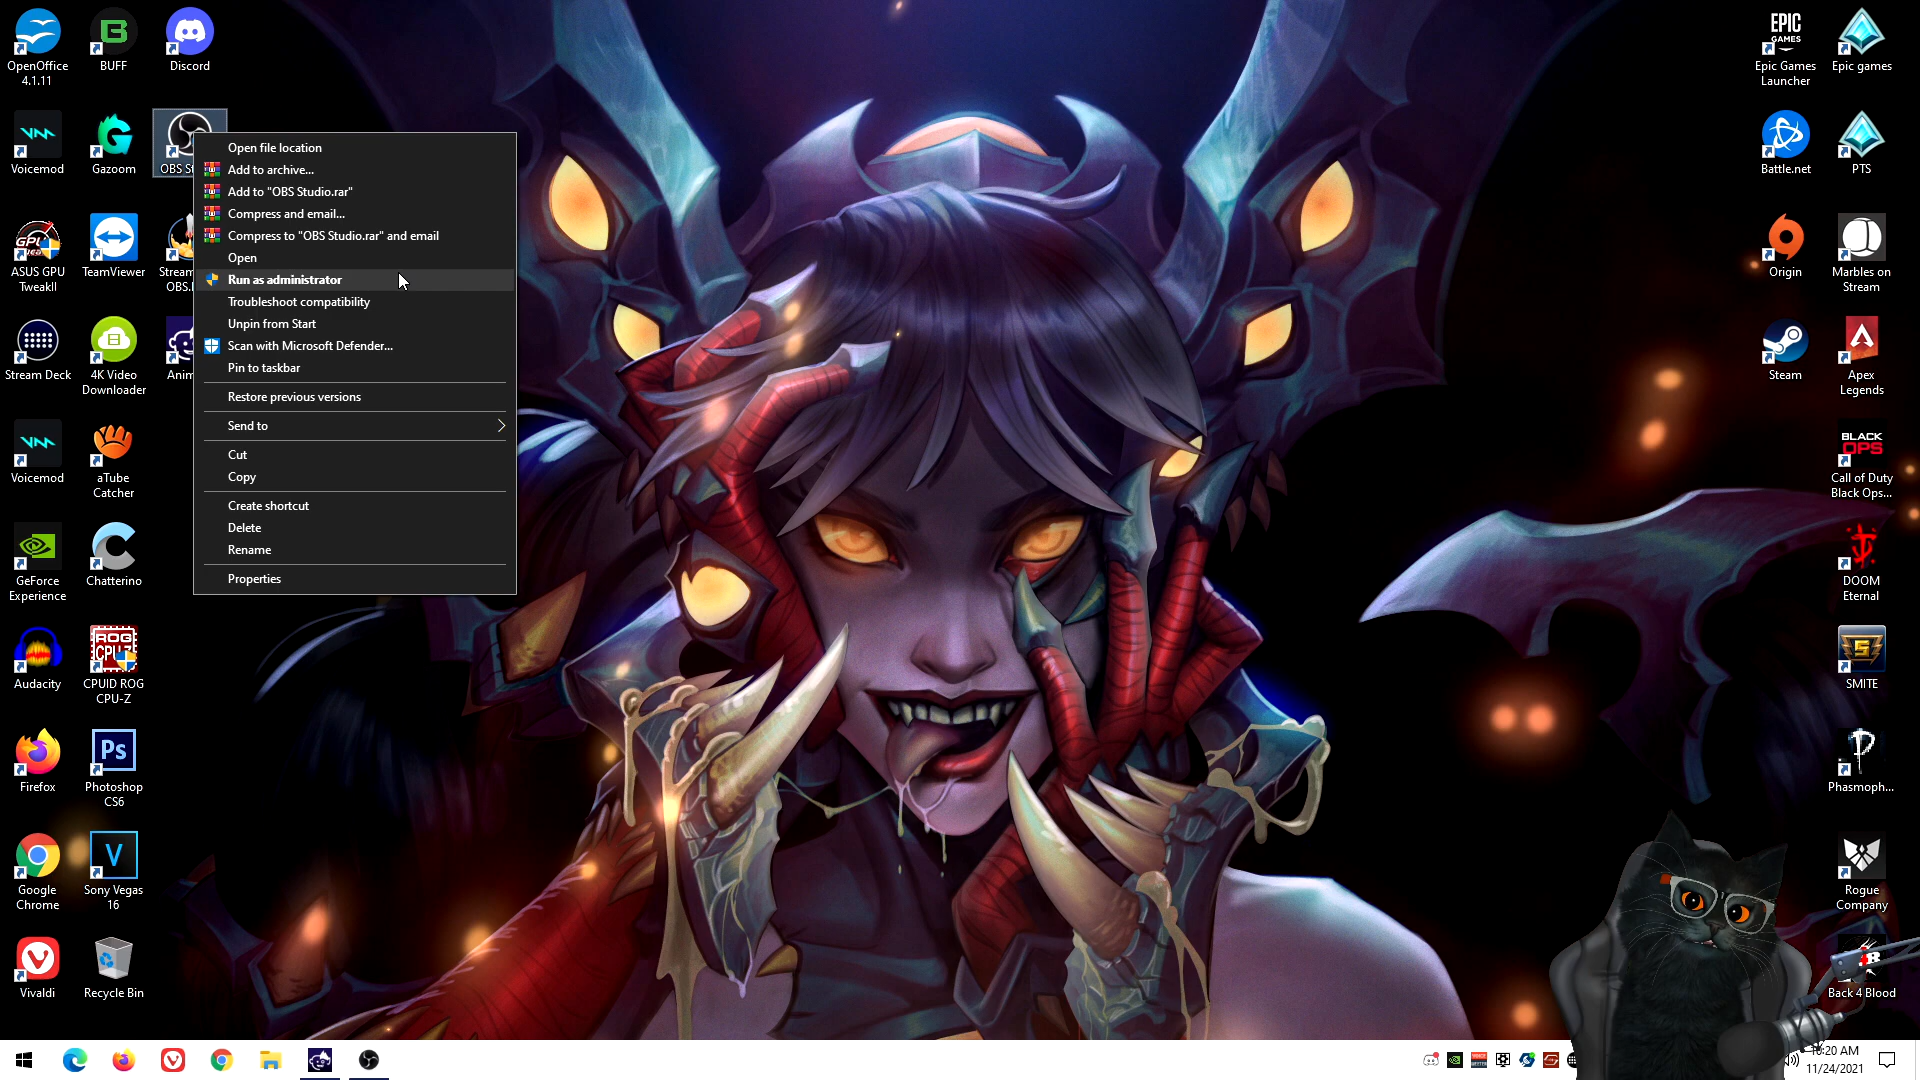 OpenOffice
4.1.11
BUFF
Discord
Voicemod
Gazoom
OBS St
ASUS GPU
TweakII
TeamViewer
Stream
OBS.
Stream Deck
4K Video
Downloader
Anim
Voicemod
aTube
Catcher
GeForce
Experience
Chatterino
Audacity
ROG
CPU-Z
CPUID ROG
CPU-Z
Firefox
Ps
Photoshop
CS6
Google
Chrome
V
Sony Vegas
16
Vivaldi
Recycle Bin
Open file location
Add to archive...
Add to "OBS Studio.rar"
Compress and email...
Compress to "OBS Studio.rar" and email
Open
Run as administrator
Troubleshoot compatibility
Unpin from Start
Scan with Microsoft Defender...
Pin to taskbar
Restore previous versions
Send to
Cut
Copy
Create shortcut
Delete
Rename
Properties
EPIC
GAMES
Epic Games
Launcher
Epic games
Battle.net
PTS
Origin
Marbles on
Stream
Steam
Apex
Legends
BLACK
OPS
Call of Duty
Black Ops...
DOOM
Eternal
SMITE
Phasmoph...
Rogue
Company
Back 4 Blood
:20 AM
11/24/2021